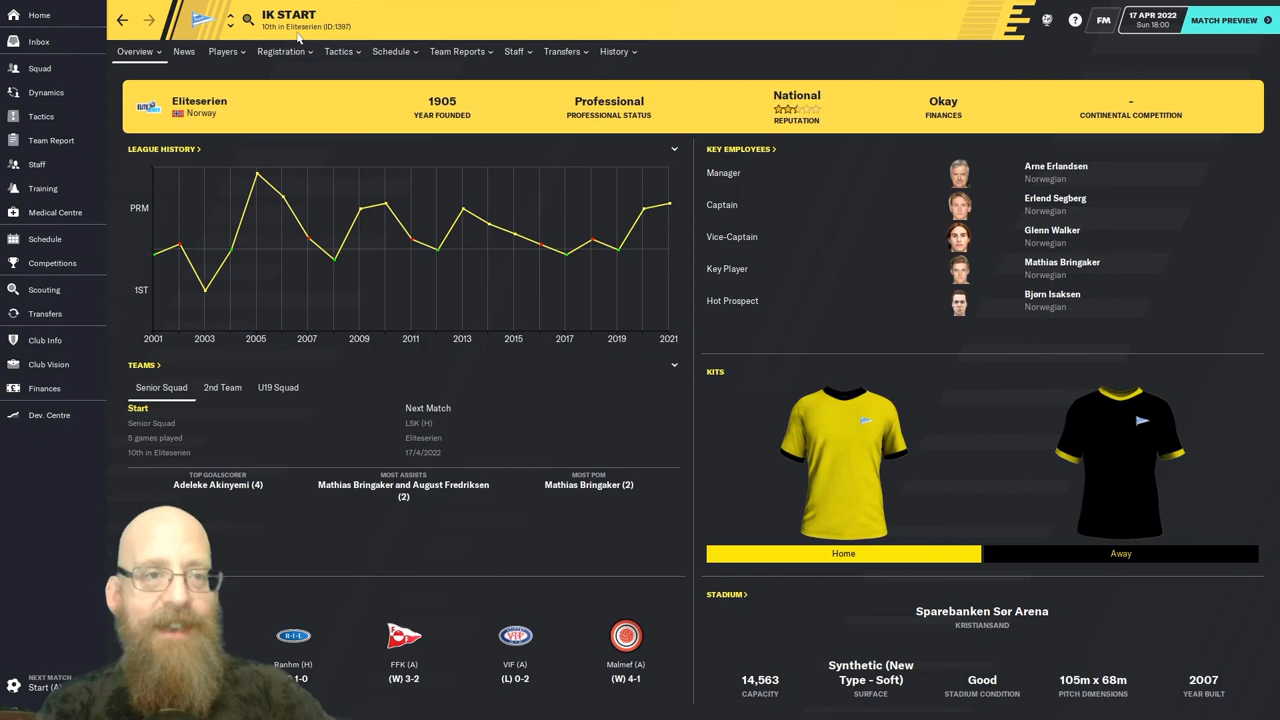 Home
Inbox
Squad
Dynamics
Tactics
Team Report
Staff
Training
Medical Centre
Schedule
Competitions
Scouting
Transfers
Club Info
Club Vision
Finances
Dev. Centre
NEXT MATCH
Start (A)
IK START
10th in Eliteserien (ID:1397)
FM
17 APR 2022
Sun 18:00
MATCH PREVIEW
Overview
News
Players
Registration
Tactics
Schedule
Team Reports
Staff
Transfers
History
Eliteserien
Norway
1905
YEAR FOUNDED
Professional
PROFESSIONAL STATUS
National
REPUTATION
Okay
FINANCES
-
CONTINENTAL COMPETITION
LEAGUE HISTORY >
PRM
1ST
2001 2003 2005 2007 2009 2011 2013 2015 2017 2019 2021
TEAMS >
Senior Squad 2nd Team U19 Squad
Start
Senior Squad
5 games played
10th in Eliteserien
Next Match
LSK (H)
Eliteserien
17/4/2022
TOP GOALSCORER
Adeleke Akinyemi (4)
MOST ASSISTS
Mathias Bringaker and August Fredriksen
(2)
MOST POM
Mathias Bringaker (2)
Ranhm (H)
1-0
FFK (A)
(W) 3-2
VIF (A)
(L) 0-2
Malmef (A)
(W) 4-1
KEY EMPLOYEES >
Manager
Arne Erlandsen
Norwegian
Captain
Erlend Segberg
Norwegian
Vice-Captain
Glenn Walker
Norwegian
Key Player
Mathias Bringaker
Norwegian
Hot Prospect
Bjørn Isaksen
Norwegian
KITS
Home
Away
STADIUM >
Sparebanken Sør Arena
KRISTIANSAND
14,563
CAPACITY
Synthetic (New
Type - Soft)
SURFACE
Good
STADIUM CONDITION
105m x 68m
PITCH DIMENSIONS
2007
YEAR BUILT